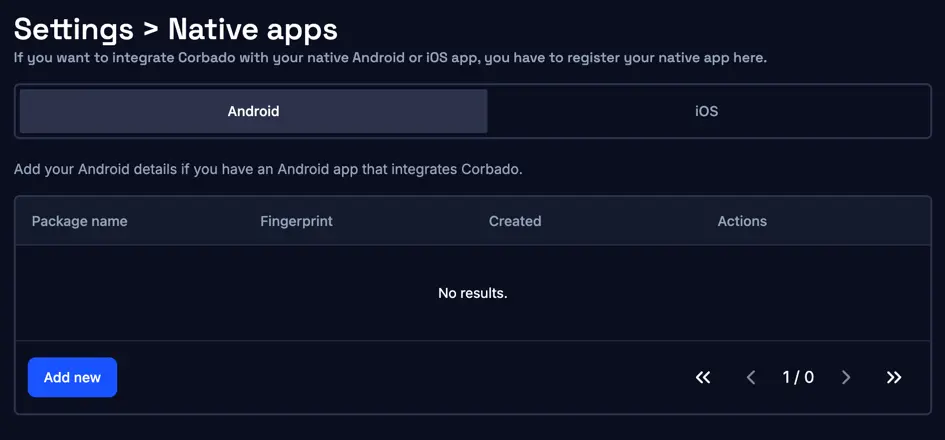 Settings > Native apps
If you want to integrate Corbado with your native Android or iOS app, you have to register your native app here.
Android iOS
Add your Android details if you have an Android app that integrates Corbado.
Package name Fingerprint Created Actions
No results.
Add new 1 / 0